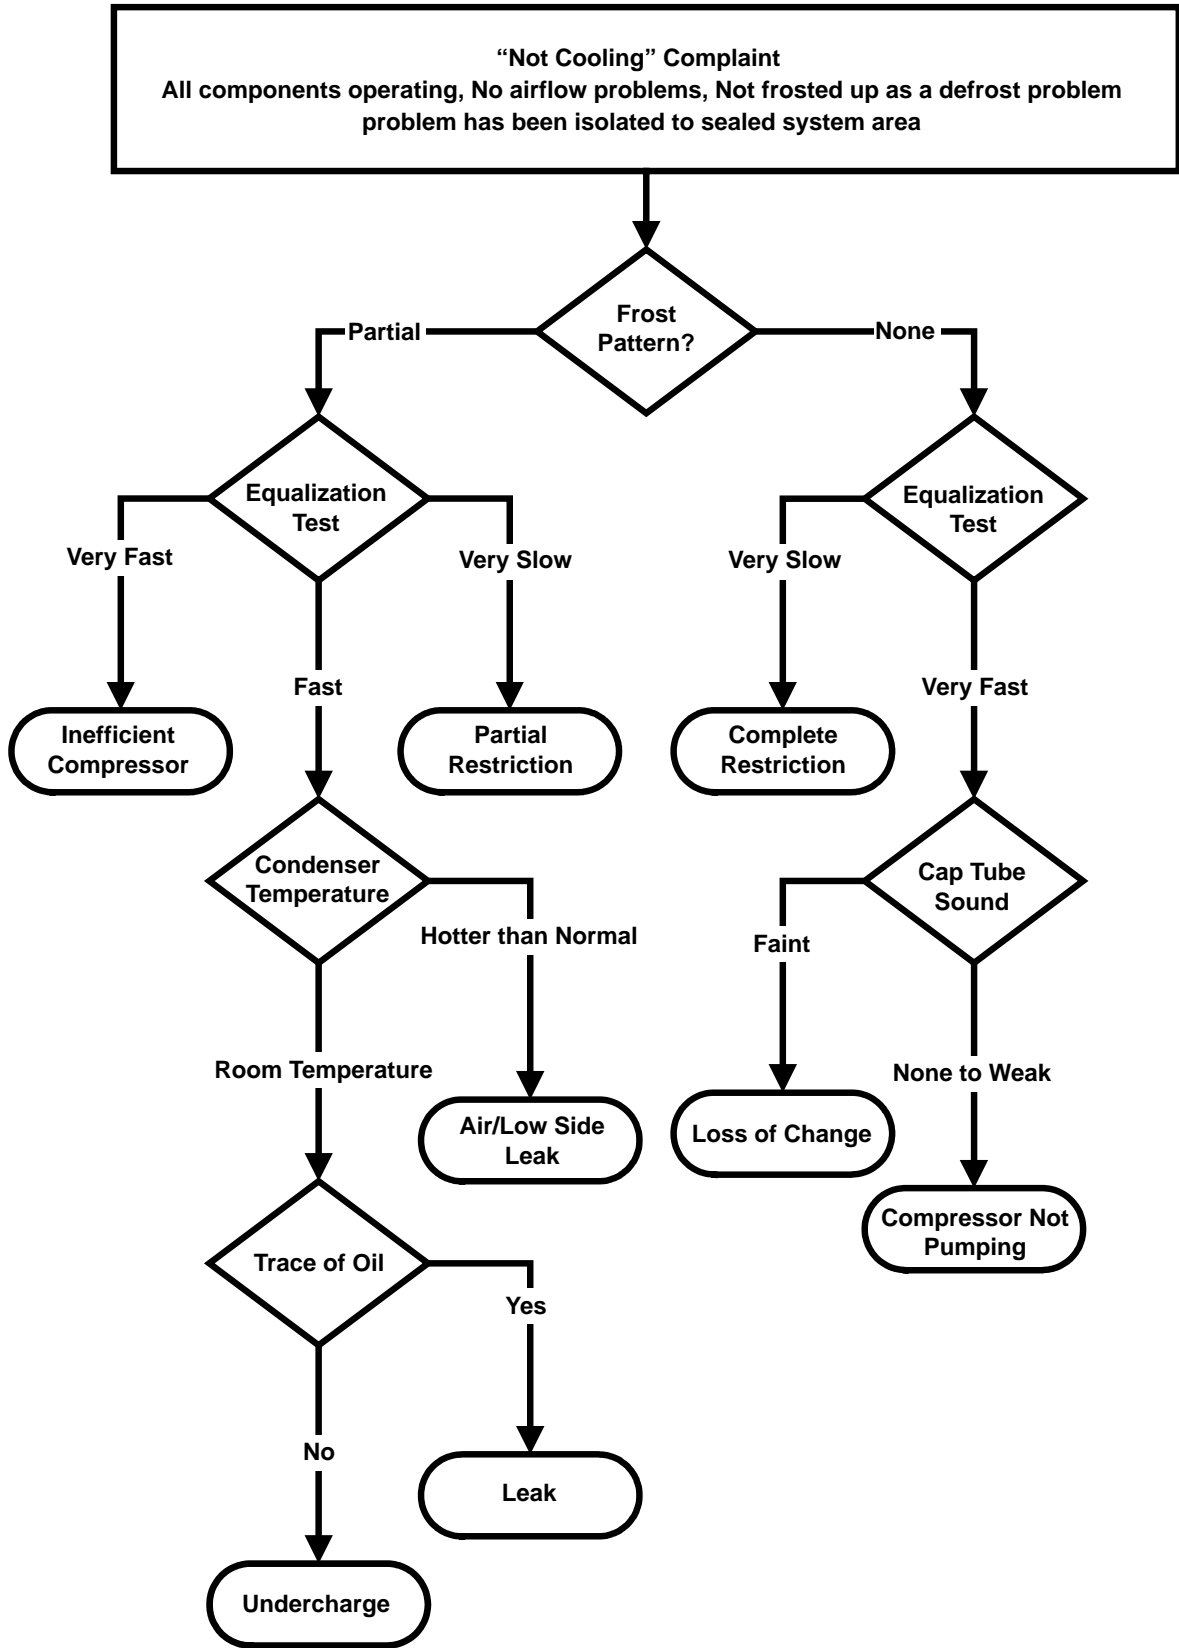 “Not Cooling” Complaint
All components operating, No airflow problems, Not frosted up as a defrost problem
problem has been isolated to sealed system area
Frost
Pattern?
Partial
None
Equalization
Test
Equalization
Test
Very Fast
Very Slow
Very Slow
Fast
Very Fast
Inefficient
Compressor
Partial
Restriction
Complete
Restriction
Condenser
Temperature
Cap Tube
Sound
Hotter than Normal
Faint
Room Temperature
None to Weak
Air/Low Side
Leak
Loss of Change
Compressor Not
Pumping
Trace of Oil
Yes
No
Leak
Undercharge